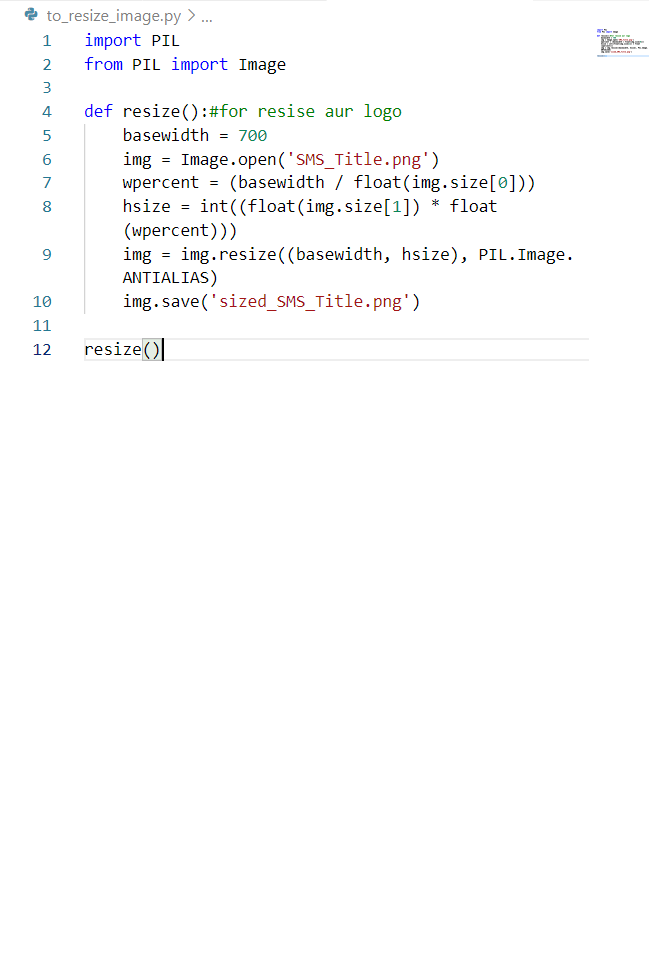 to_resize_image.py > ...
1 import PIL
2 from PIL import Image
3
4 def resize():#for resise aur logo
5 basewidth = 700
6 img = Image.open('SMS_Title.png')
7 wpercent = (basewidth / float(img.size[0]))
8 hsize = int((float(img.size[1]) * float
(wpercent)))
9 img = img.resize((basewidth, hsize), PIL.Image.
ANTIALIAS)
10 img.save('sized_SMS_Title.png')
11
12 resize()